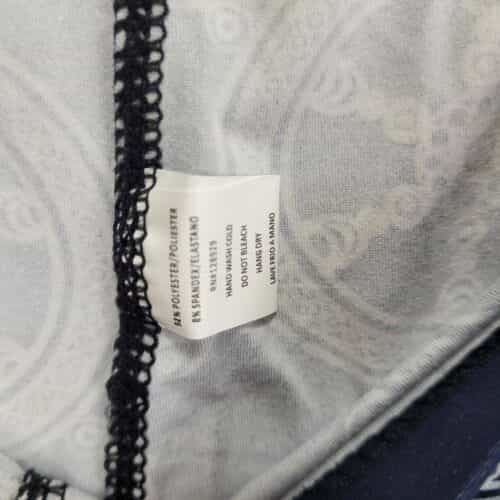 92% POLYESTER/POLIESTER
8% SPANDEX/ELASTANO
RN#128929
HAND WASH COLD
DO NOT BLEACH
HANG DRY
LAVE FRIO A MANO